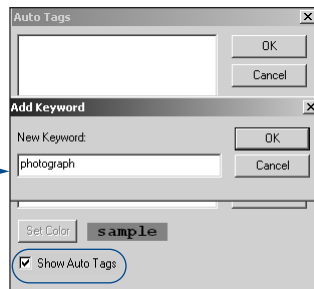 Auto Tags
OK
Cancel
Add Keyword
New Keyword:
OK
photograph
Cancel
Set Color
sample
Show Auto Tags